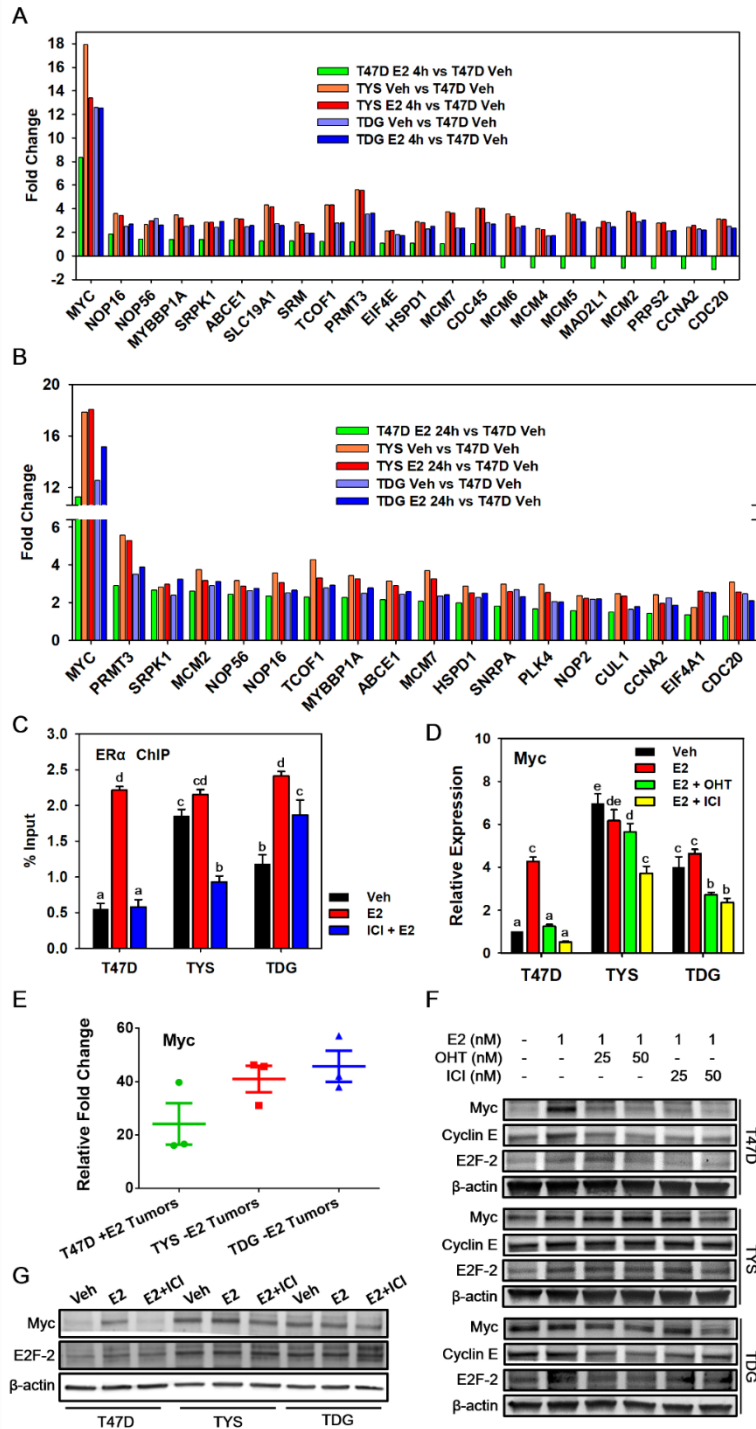 A
Fold Change
18
16
14
12
10
8
6
4
2
0
-2
T47D E2 4h vs T47D Veh
TYS Veh vs T47D Veh
TYS E2 4h vs T47D Veh
TDG Veh vs T47D Veh
TDG E2 4h vs T47D Veh
MYC
NOP16
NOP56
MYBBP1A
SRPK1
ABCE1
SLC19A1
SRM
TCOF1
PRMT3
EIF4E
HSPD1
MCM7
CDC45
MCM6
MCM4
MCM5
MAD2L1
MCM2
PRPS2
CCNA2
CDC20
B
Fold Change
20
16
12
6
4
2
0
T47D E2 24h vs T47D Veh
TYS Veh vs T47D Veh
TYS E2 24h vs T47D Veh
TDG Veh vs T47D Veh
TDG E2 24h vs T47D Veh
MYC
PRMT3
SRPK1
MCM2
NOP56
NOP16
TCOF1
MYBBP1A
ABCE1
MCM7
HSPD1
SNRPA
PLK4
NOP2
CUL1
CCNA2
EIF4A1
CDC20
C
ERα ChIP
% Input
3.0
2.5
2.0
1.5
1.0
0.5
0.0
a d a c cd b b d c
T47D TYS TDG
Veh
E2
ICI + E2
D
Myc
Relative Expression
8
6
4
2
0
a c a a e de d c c c b b
T47D TYS TDG
Veh
E2
E2 + OHT
E2 + ICI
E
Myc
Relative Fold Change
60
40
20
0
T47D +E2 Tumors
TYS -E2 Tumors
TDG -E2 Tumors
F
E2 (nM) - 1 1 1 1 1
OHT (nM) - - 25 50 - -
ICI (nM) - - - - 25 50
Myc
Cyclin E
E2F-2
β-actin
T47D
Myc
Cyclin E
E2F-2
β-actin
TYS
Myc
Cyclin E
E2F-2
β-actin
TDG
G
Veh E2 E2+ICI Veh E2 E2+ICI Veh E2 E2+ICI
Myc
E2F-2
β-actin
T47D TYS TDG